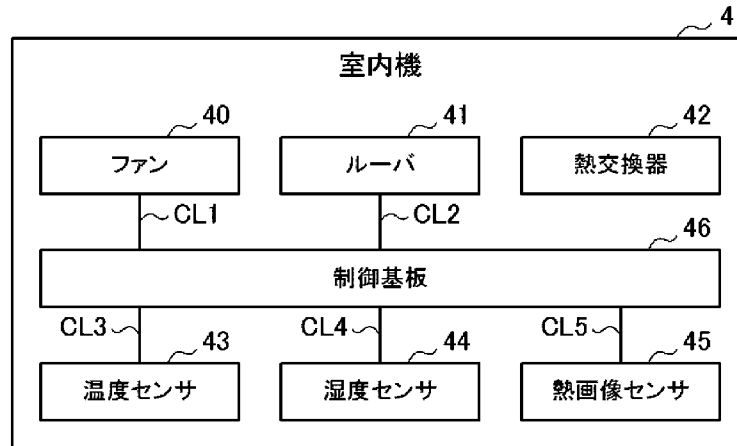 4
室内機
40
41
42
ファン
ルーバ
熱交換器
CL1
CL2
46
制御基板
CL3
43
CL4
44
CL5
45
温度センサ
湿度センサ
熱画像センサ